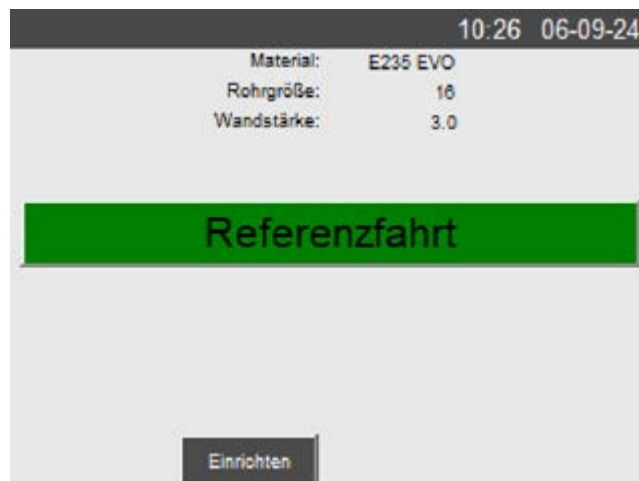 10:26 06-09-24
Material: E235 EVO
Rohrgröße: 16
Wandstärke: 3.0
Referenzfahrt
Einrichten